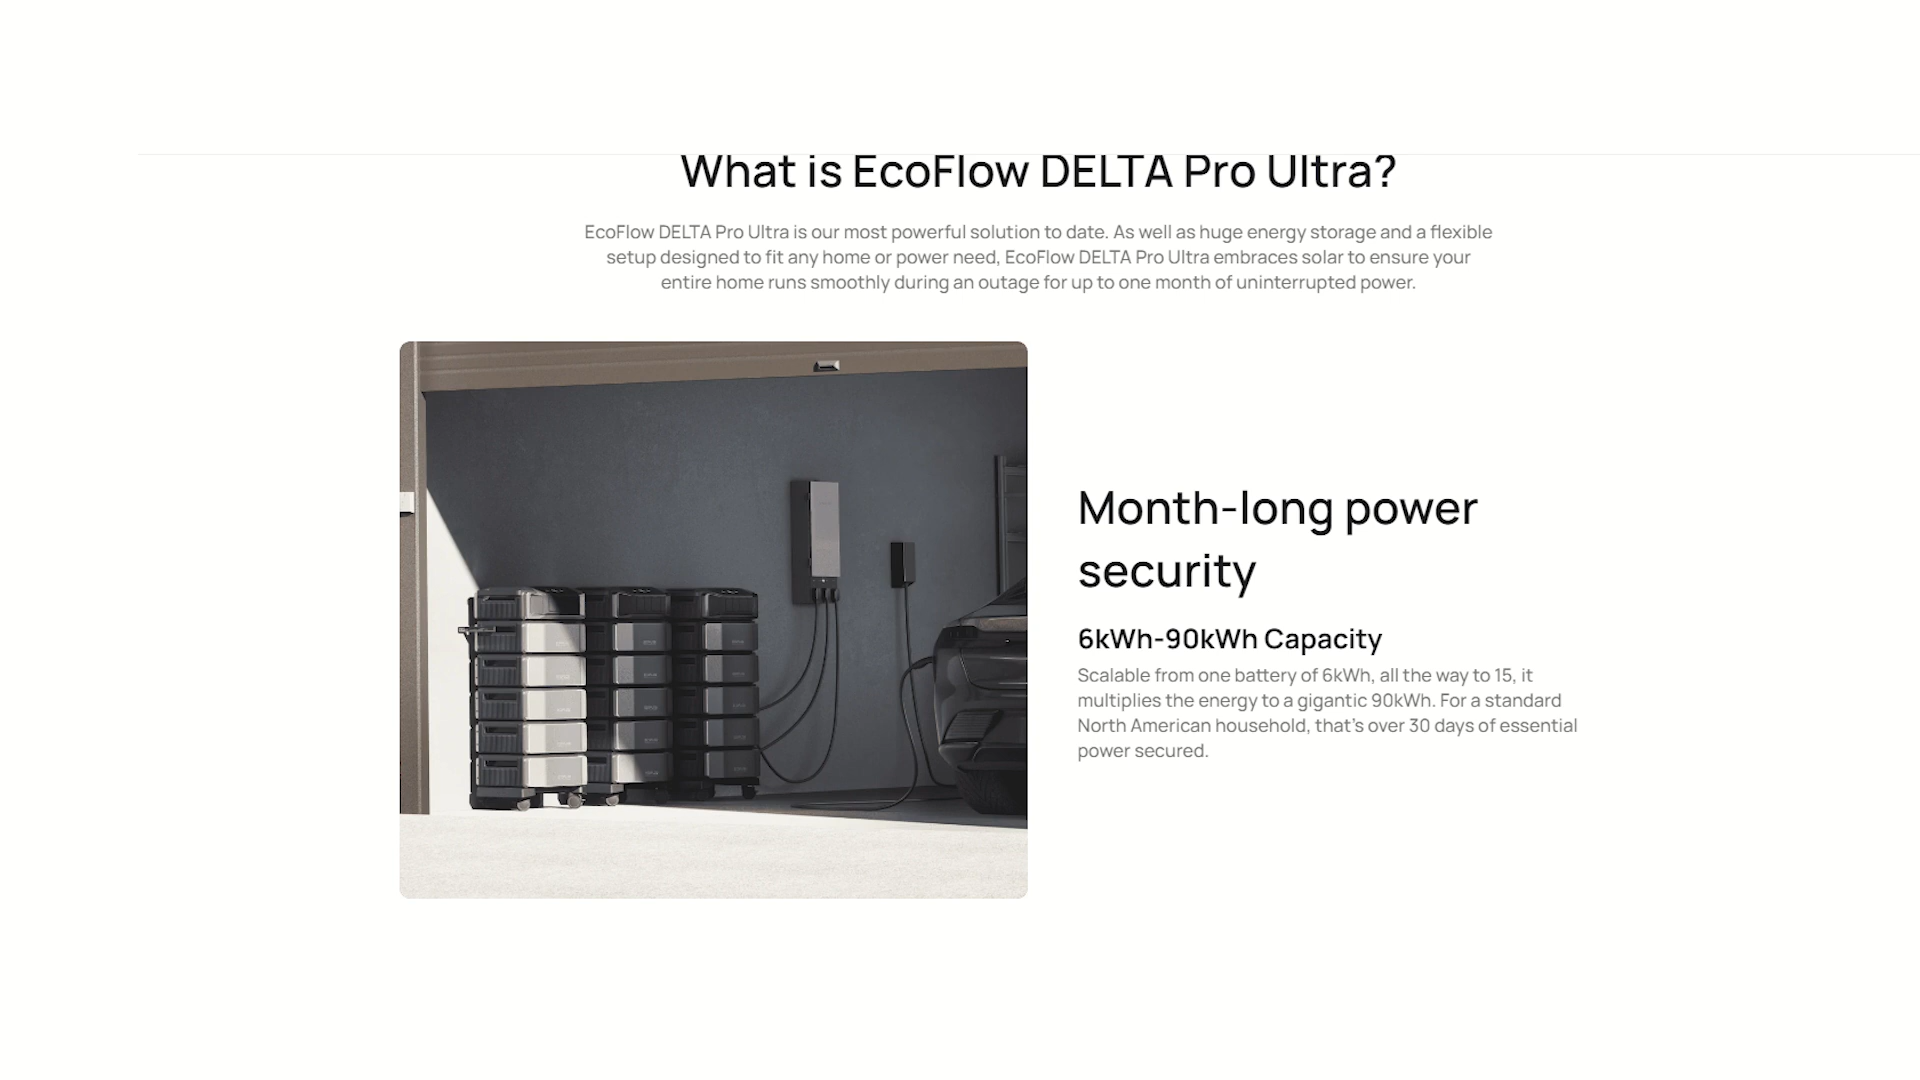 What is EcoFlow DELTA Pro Ultra?
EcoFlow DELTA Pro Ultra is our most powerful solution to date. As well as huge energy storage and a flexible
setup designed to fit any home or power need, EcoFlow DELTA Pro Ultra embraces solar to ensure your
entire home runs smoothly during an outage for up to one month of uninterrupted power.
Month-long power
security
6kWh-90kWh Capacity
Scalable from one battery of 6kWh, all the way to 15, it
multiplies the energy to a gigantic 90kWh. For a standard
North American household, that's over 30 days of essential
power secured.